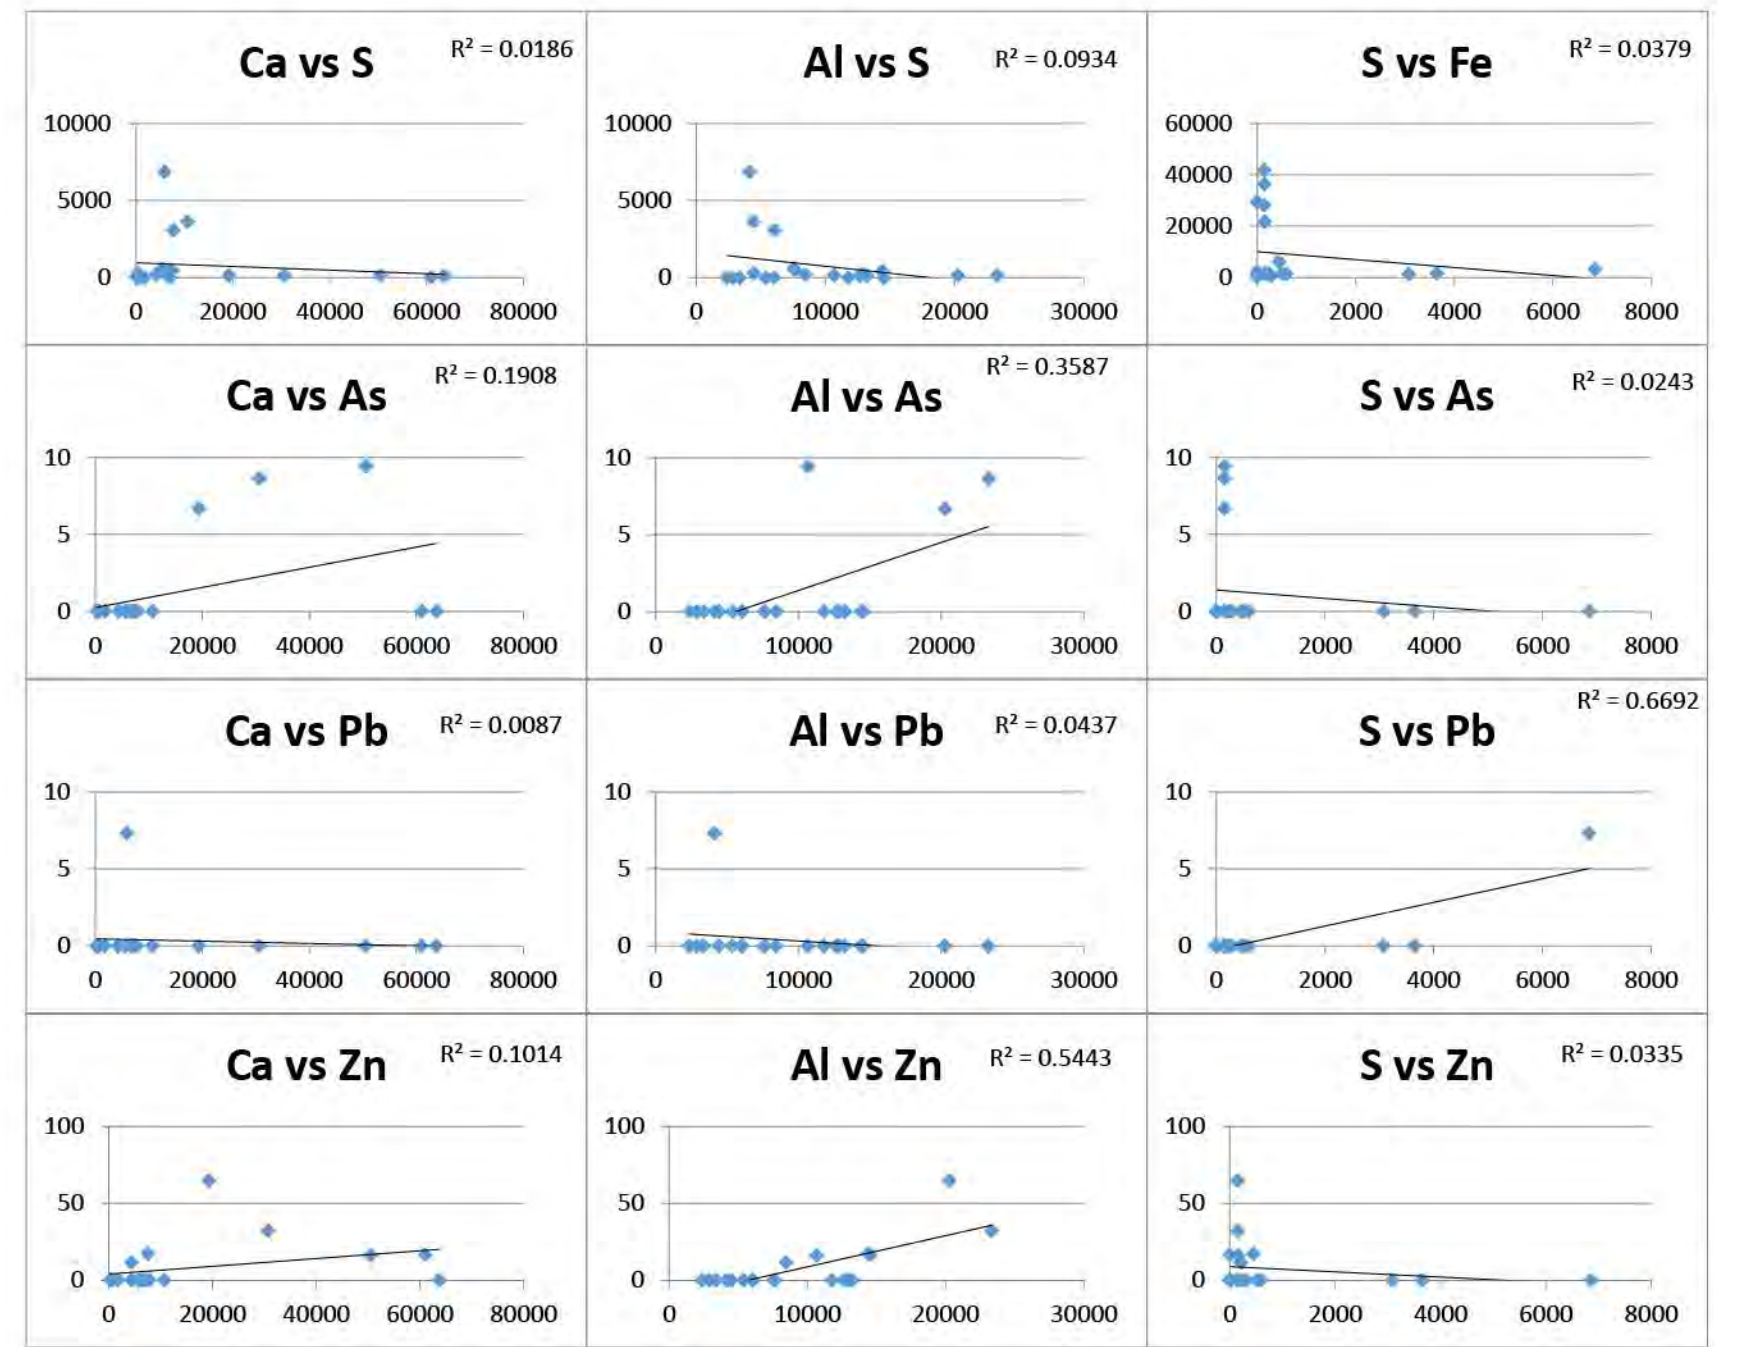 Ca vs S
R² = 0.0186
10000
5000
0
0 20000 40000 60000 80000
Al vs S
R² = 0.0934
10000
5000
0
0 10000 20000 30000
S vs Fe
R² = 0.0379
60000
40000
20000
0
0 2000 4000 6000 8000
Ca vs As
R² = 0.1908
10
5
0
0 20000 40000 60000 80000
Al vs As
R² = 0.3587
10
5
0
0 10000 20000 30000
S vs As
R² = 0.0243
10
5
0
0 2000 4000 6000 8000
Ca vs Pb
R² = 0.0087
10
5
0
0 20000 40000 60000 80000
Al vs Pb
R² = 0.0437
10
5
0
0 10000 20000 30000
S vs Pb
R² = 0.6692
10
5
0
0 2000 4000 6000 8000
Ca vs Zn
R² = 0.1014
100
50
0
0 20000 40000 60000 80000
Al vs Zn
R² = 0.5443
100
50
0
0 10000 20000 30000
S vs Zn
R² = 0.0335
100
50
0
0 2000 4000 6000 8000